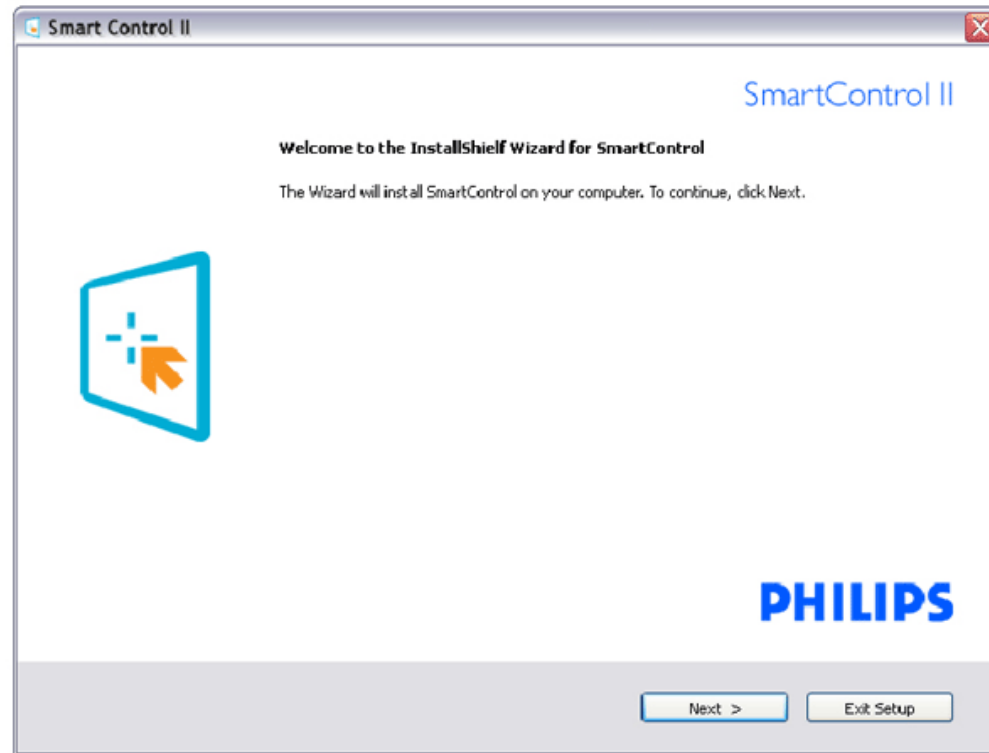 Smart Control II
SmartControl II
Welcome to the InstallShielf Wizard for SmartControl
The Wizard will install SmartControl on your computer. To continue, click Next.
PHILIPS
Next >
Exit Setup